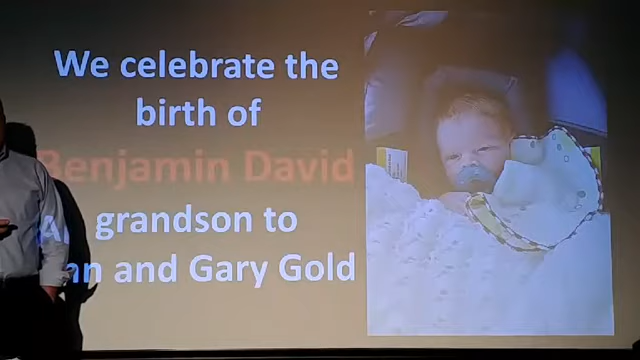 We celebrate the
birth of
Benjamin David
grandson to
and Gary Gold